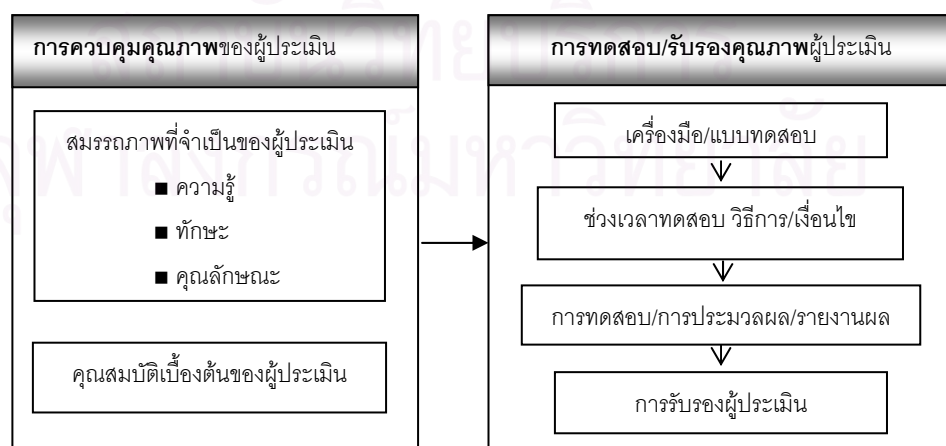 การควบคุมคุณภาพของผู้ประเมิน
สมรรถภาพที่จำเป็นของผู้ประเมิน
■ ความรู้
■ ทักษะ
■ คุณลักษณะ
คุณสมบัติเบื้องต้นของผู้ประเมิน
การทดสอบ/รับรองคุณภาพผู้ประเมิน
เครื่องมือ/แบบทดสอบ
ช่วงเวลาทดสอบ วิธีการ/เงื่อนไข
การทดสอบ/การประมวลผล/รายงานผล
การรับรองผู้ประเมิน